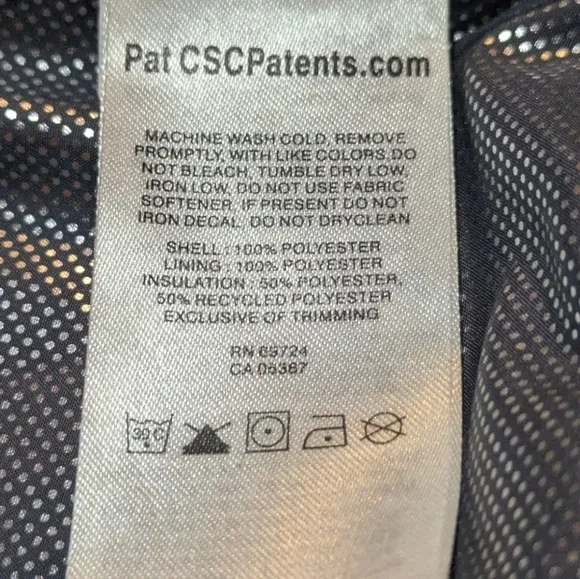 Pat CSCPatents.com
MACHINE WASH COLD, REMOVE
PROMPTLY, WITH LIKE COLORS, DO
NOT BLEACH, TUMBLE DRY LOW,
IRON LOW, DO NOT USE FABRIC
SOFTENER. IF PRESENT DO NOT
IRON DECAL, DO NOT DRYCLEAN
SHELL : 100% POLYESTER
LINING : 100% POLYESTER
INSULATION : 50% POLYESTER,
50% RECYCLED POLYESTER
EXCLUSIVE OF TRIMMING
RN 69724
CA 05367
30 C